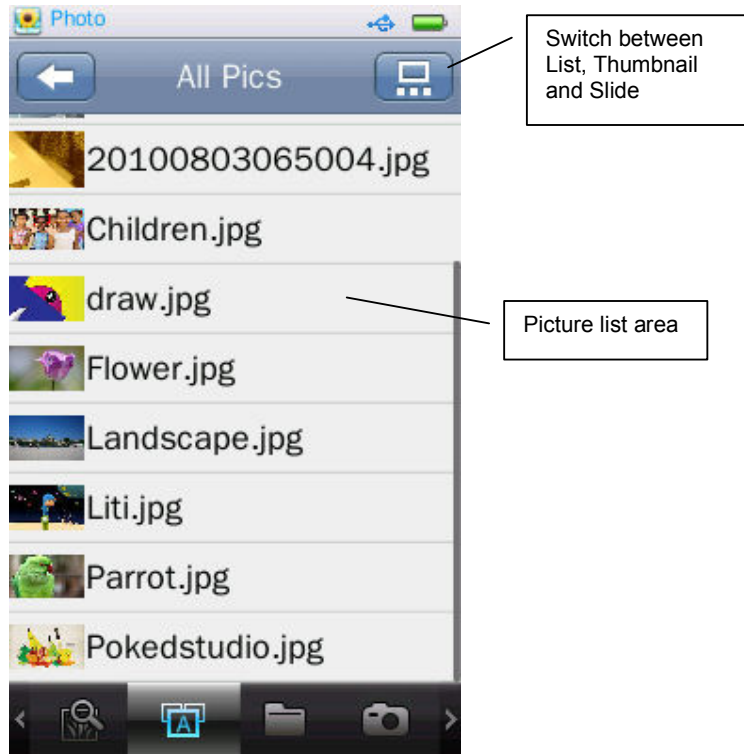 Photo
All Pics
20100803065004.jpg
Children.jpg
draw.jpg
Flower.jpg
Landscape.jpg
Liti.jpg
Parrot.jpg
Pokedstudio.jpg
A
Switch between
List, Thumbnail
and Slide
Picture list area